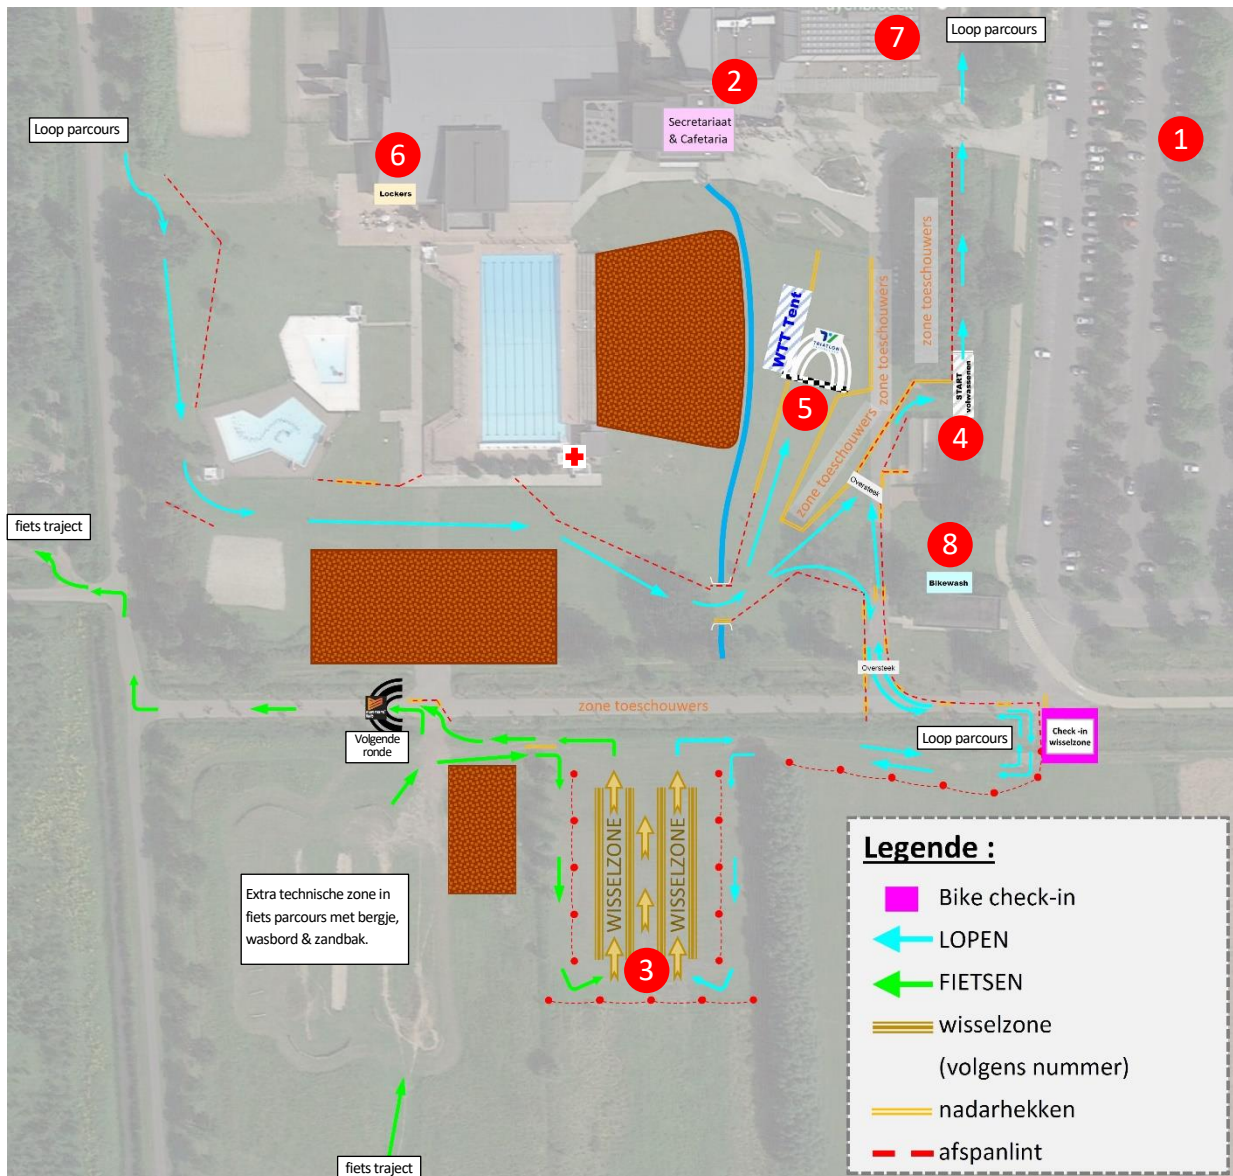 Puyenbroeck
Loop parcours
7
2
1
Secretariaat
& Cafetaria
Loop parcours
6
Lockers
zone toeschouwers
zone toeschouwers
WTT Tent
TRIATLON
START
volwassenen
5
4
zone toeschouwers
Oversteek
fiets traject
8
Bikewash
Oversteek
zone toeschouwers
Volgende
ronde
Loop parcours
Check -in
wisselzone
WISSELZONE
WISSELZONE
3
Extra technische zone in
fiets parcours met bergje,
wasbord & zandbak.
fiets traject
Legende :
Bike check-in
LOPEN
FIETSEN
wisselzone
(volgens nummer)
nadarhekken
afspanlint